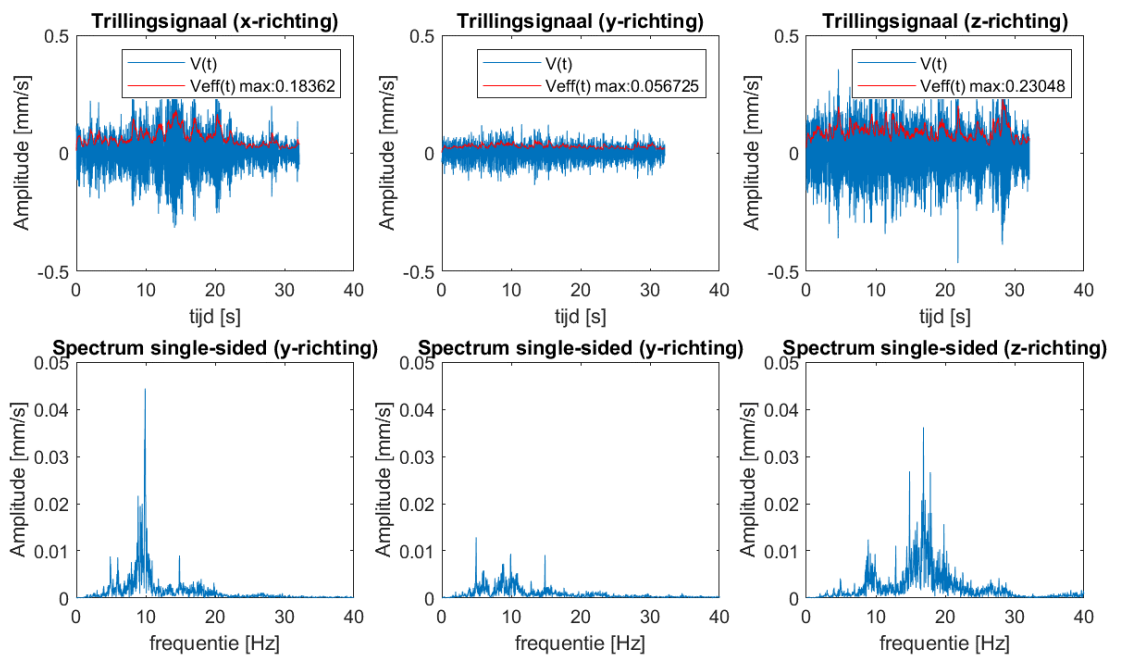 Trillingsignaal (x-richting)
0.5
0
-0.5
Amplitude [mm/s]
V(t)
Veff(t) max:0.18362
0 10 20 30 40
tijd [s]
Trillingsignaal (y-richting)
0.5
0
-0.5
Amplitude [mm/s]
V(t)
Veff(t) max:0.056725
0 10 20 30 40
tijd [s]
Trillingsignaal (z-richting)
0.5
0
-0.5
Amplitude [mm/s]
V(t)
Veff(t) max:0.23048
0 10 20 30 40
tijd [s]
Spectrum single-sided (y-richting)
0.05
0.04
0.03
0.02
0.01
0
Amplitude [mm/s]
0 10 20 30 40
frequentie [Hz]
Spectrum single-sided (y-richting)
0.05
0.04
0.03
0.02
0.01
0
Amplitude [mm/s]
0 10 20 30 40
frequentie [Hz]
Spectrum single-sided (z-richting)
0.05
0.04
0.03
0.02
0.01
0
Amplitude [mm/s]
0 10 20 30 40
frequentie [Hz]